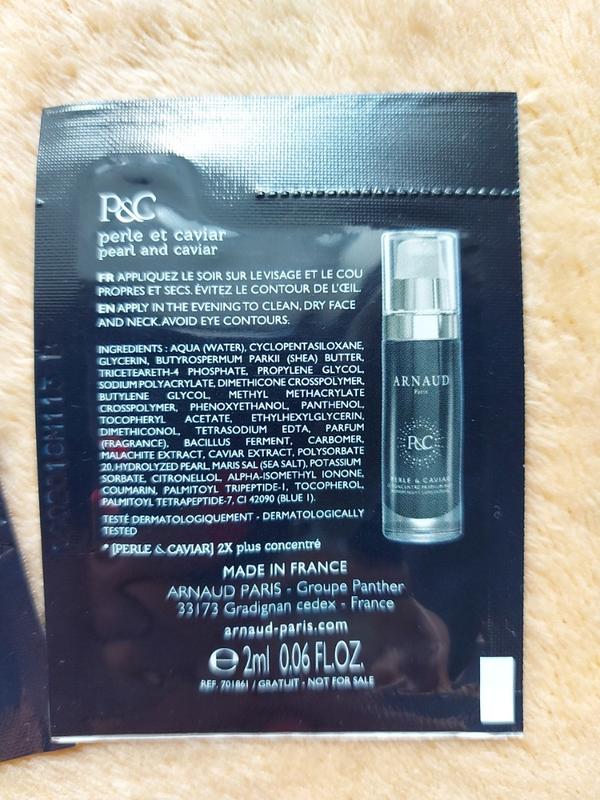 P&C
perle et caviar
pearl and caviar
FR APPLIQUEZ LE SOIR SUR LE VISAGE ET LE COU
PROPRES ET SECS. ÉVITEZ LE CONTOUR DE L'ŒIL.
EN APPLY IN THE EVENING TO CLEAN, DRY FACE
AND NECK. AVOID EYE CONTOURS.
INGREDIENTS : AQUA (WATER), CYCLOPENTASILOXANE,
GLYCERIN, BUTYROSPERMUM PARKII (SHEA) BUTTER,
TRICETEARETH-4 PHOSPHATE, PROPYLENE GLYCOL,
SODIUM POLYACRYLATE, DIMETHICONE CROSSPOLYMER,
BUTYLENE GLYCOL, METHYL METHACRYLATE
CROSSPOLYMER, PHENOXYETHANOL, PANTHENOL,
TOCOPHERYL ACETATE, ETHYLHEXYLGLYCERIN,
DIMETHICONOL, TETRASODIUM EDTA, PARFUM
(FRAGRANCE), BACILLUS FERMENT, CARBOMER,
MALACHITE EXTRACT, CAVIAR EXTRACT, POLYSORBATE
20, HYDROLYZED PEARL, MARIS SAL (SEA SALT), POTASSIUM
SORBATE, CITRONELLOL, ALPHA-ISOMETHYL IONONE,
COUMARIN, PALMITOYL TRIPEPTIDE-1, TOCOPHEROL,
PALMITOYL TETRAPEPTIDE-7, CI 42090 (BLUE 1).
TESTÉ DERMATOLOGIQUEMENT - DERMATOLOGICALLY
TESTED
* [PERLE & CAVIAR] 2X plus concentré
MADE IN FRANCE
ARNAUD PARIS - Groupe Panther
33173 Gradignan cedex - France
arnaud-paris.com
e 2ml 0.06 FL.OZ.
REF. 701861 / GRATUIT - NOT FOR SALE
ARNAUD
Paris
P&C
PERLE & CAVIAR